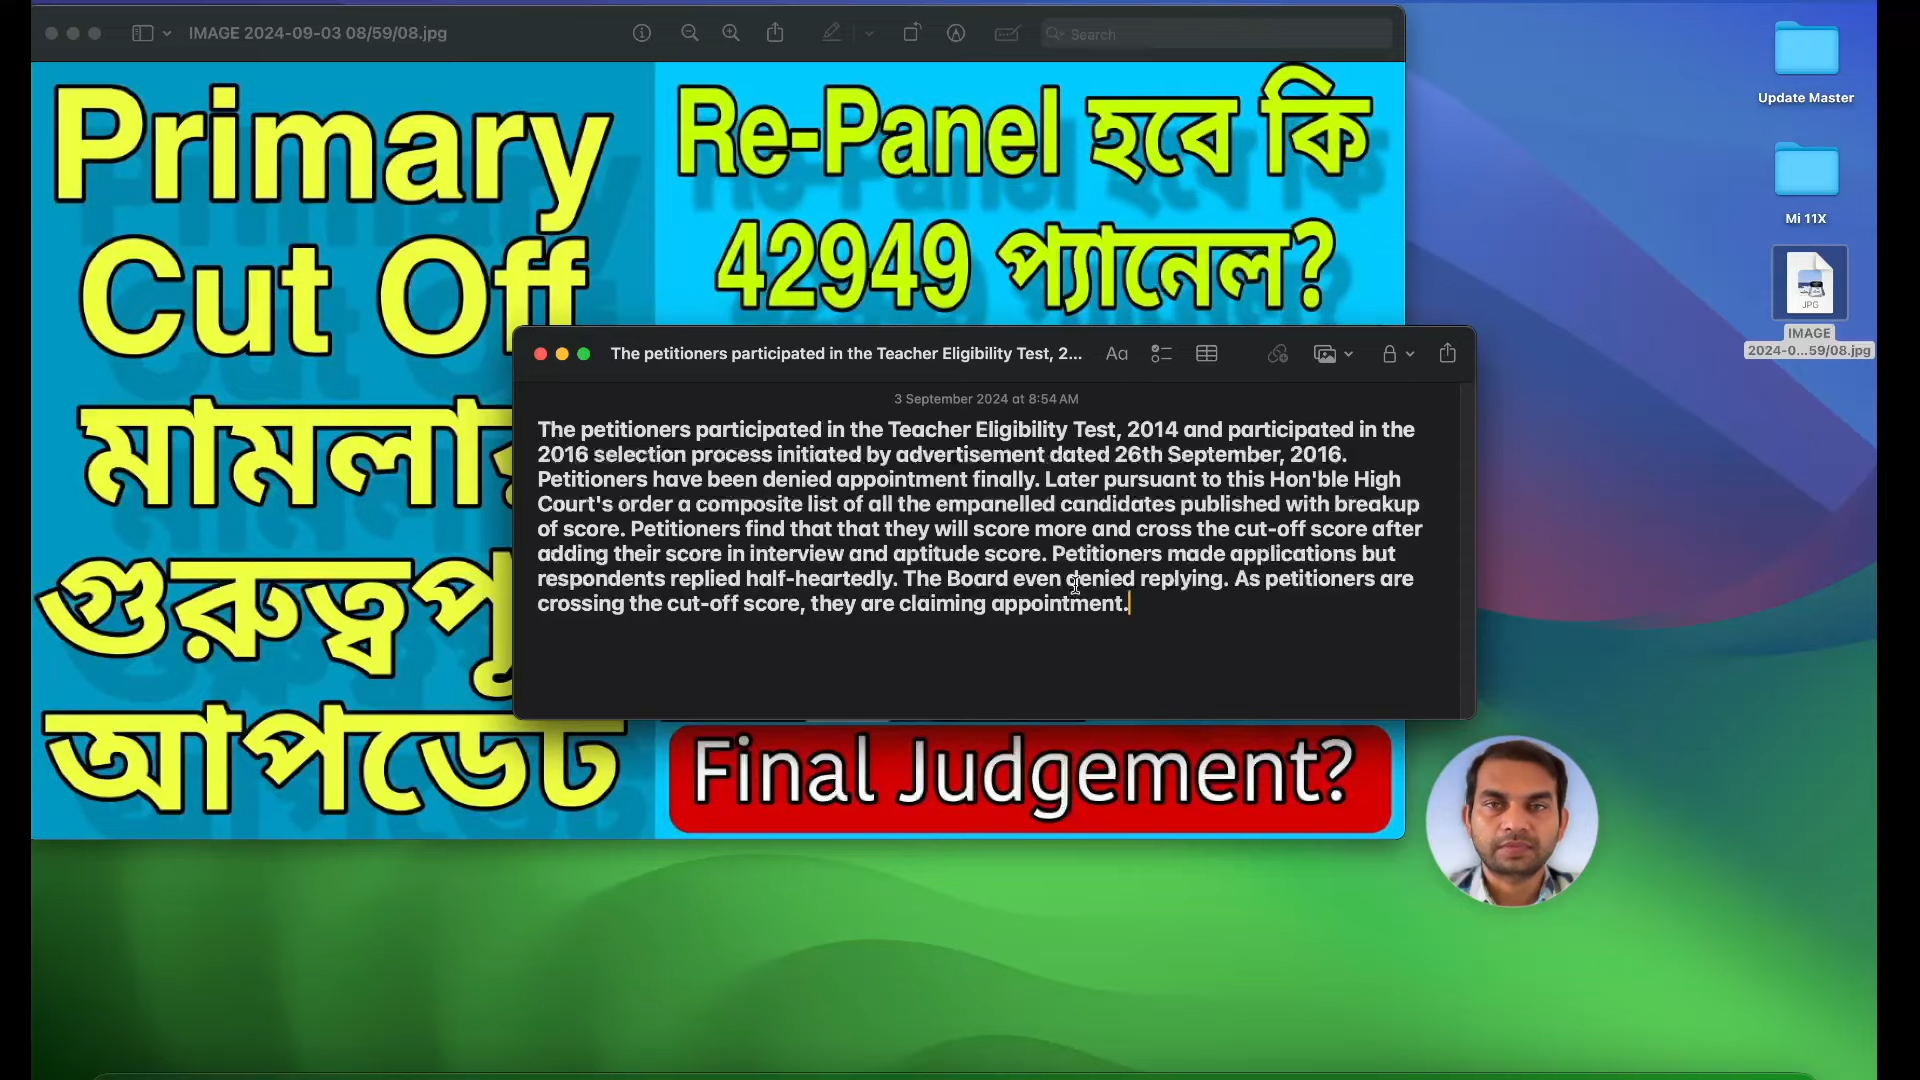 IMAGE 2024-09-03 08/59/08.jpg
Search
Update Master
Mi 11X
JPG
IMAGE
2024-0...59/08.jpg
Primary
Cut Off
মামলার
গুরুত্বপূ
আপডেট
Re-Panel হবে কি
42949 প্যানেল?
The petitioners participated in the Teacher Eligibility Test, 2...
Aa
3 September 2024 at 8:54 AM
The petitioners participated in the Teacher Eligibility Test, 2014 and participated in the
2016 selection process initiated by advertisement dated 26th September, 2016.
Petitioners have been denied appointment finally. Later pursuant to this Hon'ble High
Court's order a composite list of all the empanelled candidates published with breakup
of score. Petitioners find that that they will score more and cross the cut-off score after
adding their score in interview and aptitude score. Petitioners made applications but
respondents replied half-heartedly. The Board even denied replying. As petitioners are
crossing the cut-off score, they are claiming appointment.
Final Judgement?